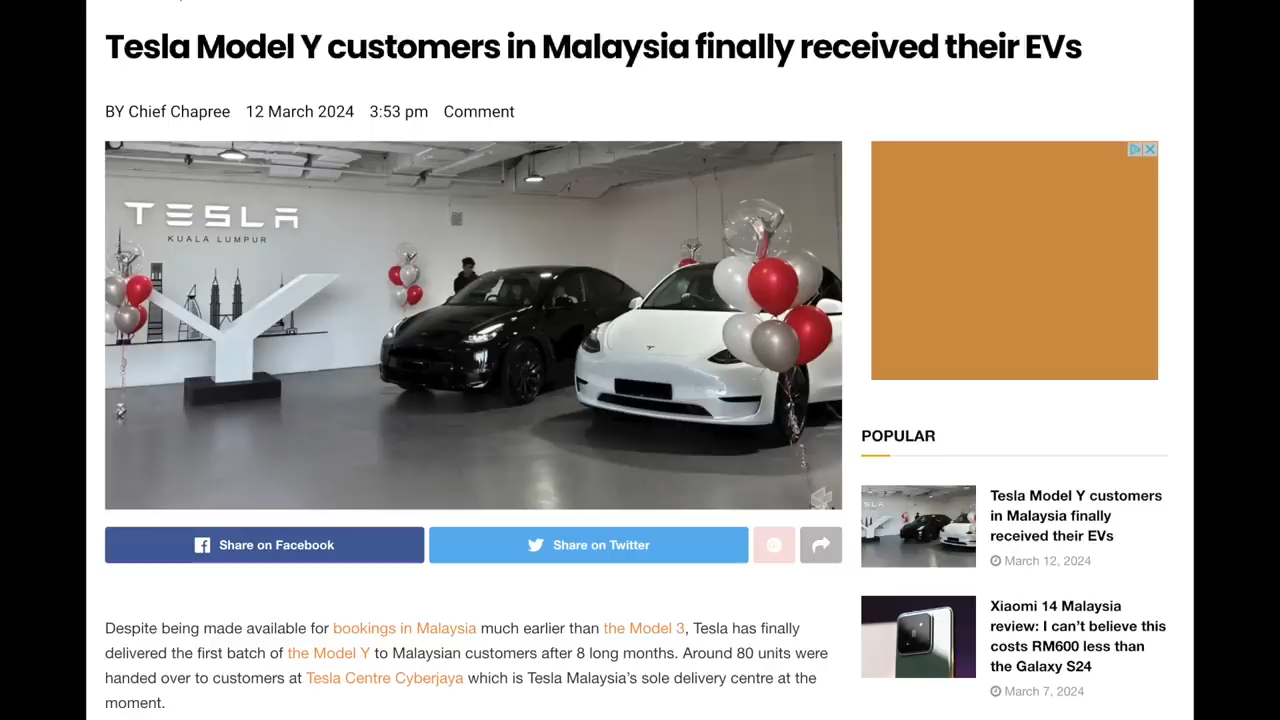 Tesla Model Y customers in Malaysia finally received their EVs
BY Chief Chapree 12 March 2024 3:53 pm Comment
TESLA
KUALA LUMPUR
Share on Facebook
Share on Twitter
Despite being made available for bookings in Malaysia much earlier than the Model 3, Tesla has finally
delivered the first batch of the Model Y to Malaysian customers after 8 long months. Around 80 units were
handed over to customers at Tesla Centre Cyberjaya which is Tesla Malaysia's sole delivery centre at the
moment.
POPULAR
Tesla Model Y customers
in Malaysia finally
received their EVs
March 12, 2024
Xiaomi 14 Malaysia
review: I can't believe this
costs RM600 less than
the Galaxy S24
March 7, 2024